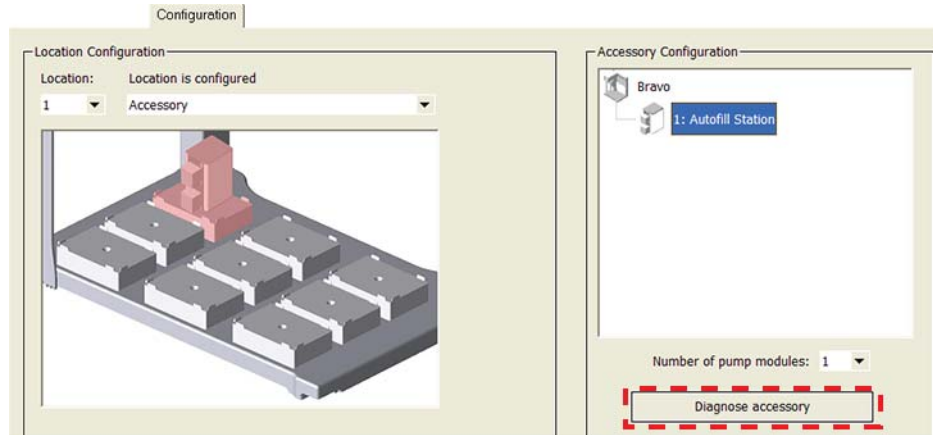 Configuration
Location Configuration
Location:
Location is configured
1
Accessory
Accessory Configuration
Bravo
1: Autofill Station
Number of pump modules: 1
Diagnose accessory